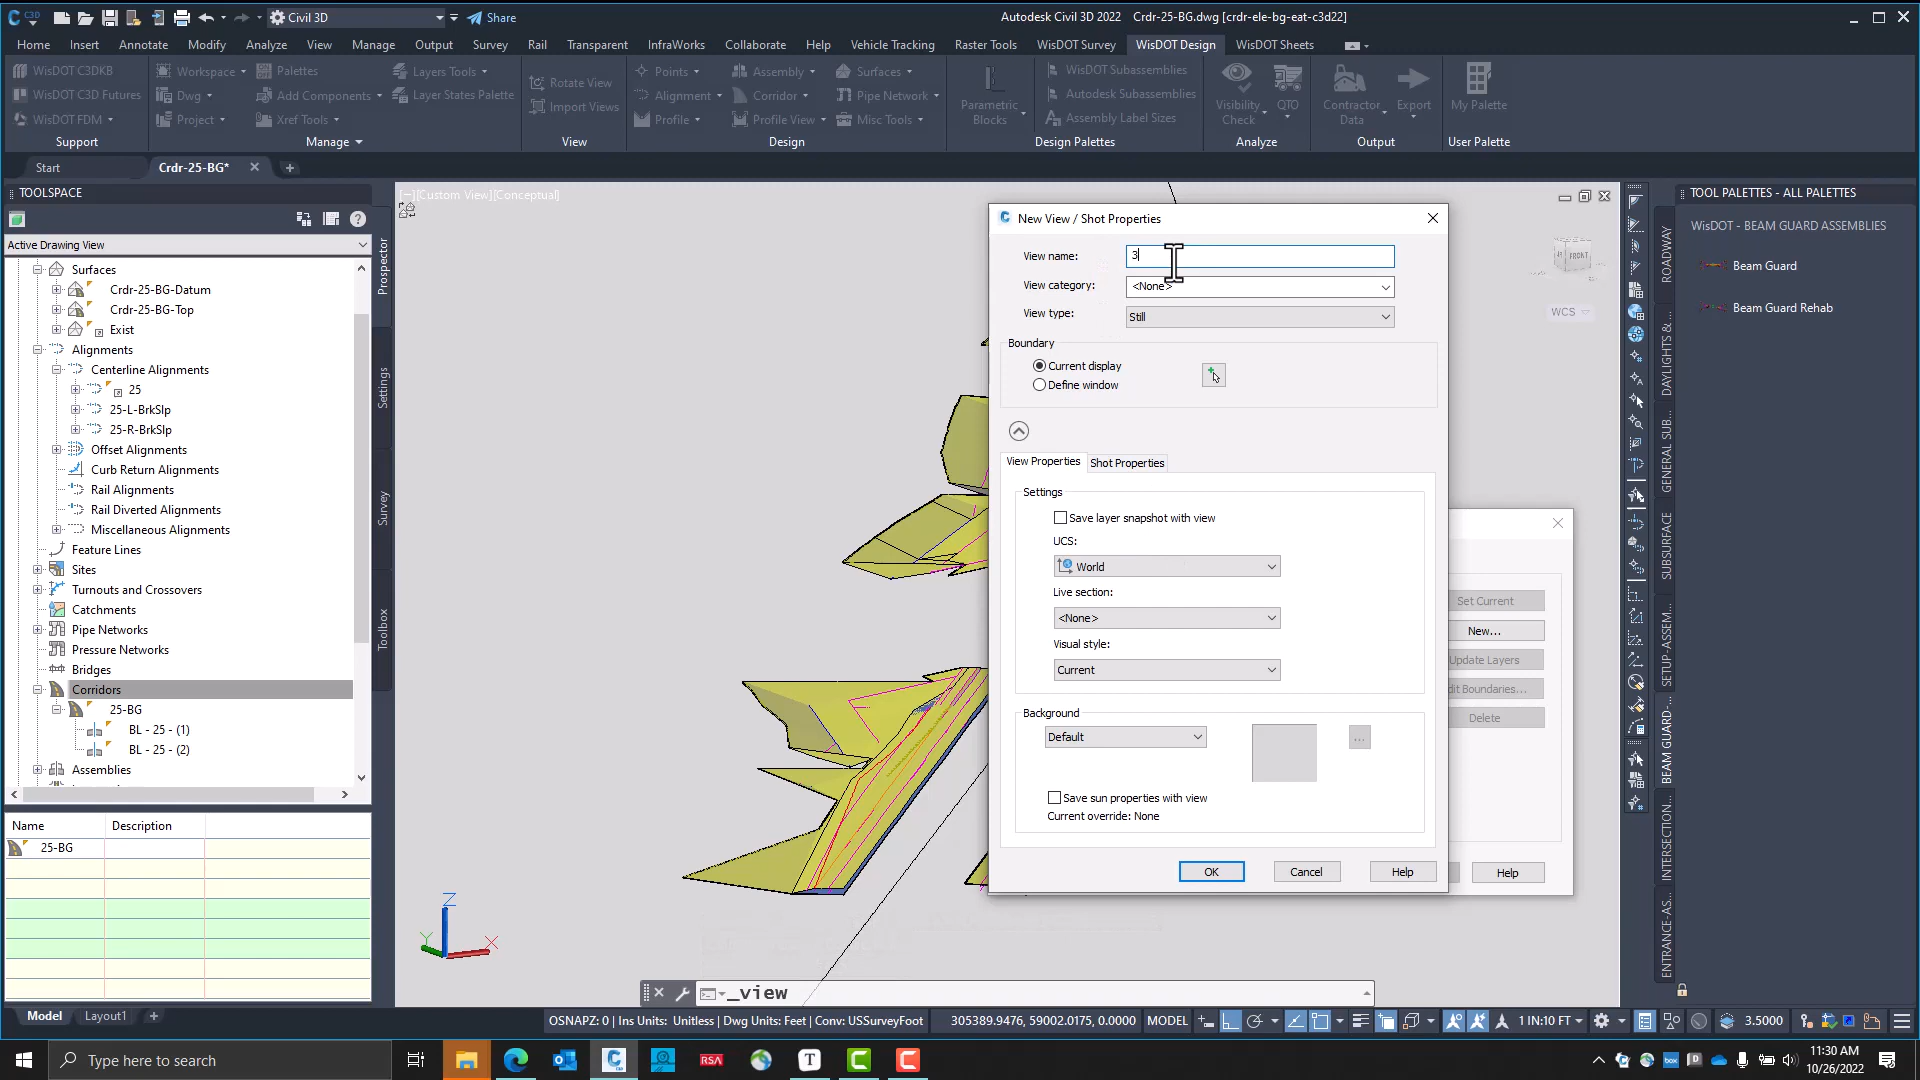 C 3D
Civil 3D
Share
Autodesk Civil 3D 2022 Crdr-25-BG.dwg [crdr-ele-bg-eat-c3d22]
Home Insert Annotate Modify Analyze View Manage Output Survey Rail Transparent InfraWorks Collaborate Help Vehicle Tracking Raster Tools WisDOT Survey WisDOT Design WisDOT Sheets
WisDOT C3DKB
WisDOT C3D Futures
WisDOT FDM
Support
Workspace
Dwg
Project
Palettes
Add Components
Xref Tools
Layers Tools
Layer States Palette
Manage
Rotate View
Import Views
View
Points
Alignment
Profile
Assembly
Corridor
Profile View
Surfaces
Pipe Network
Misc Tools
Design
Parametric
Blocks
WisDOT Subassemblies
Autodesk Subassemblies
Assembly Label Sizes
Design Palettes
Visibility
Check
QTO
Analyze
Contractor
Data
Export
Output
My Palette
User Palette
Start
Crdr-25-BG*
TOOLSPACE
Active Drawing View
Surfaces
Crdr-25-BG-Datum
Crdr-25-BG-Top
Exist
Alignments
Centerline Alignments
25
25-L-BrkSlp
25-R-BrkSlp
Offset Alignments
Curb Return Alignments
Rail Alignments
Rail Diverted Alignments
Miscellaneous Alignments
Feature Lines
Sites
Turnouts and Crossovers
Catchments
Pipe Networks
Pressure Networks
Bridges
Corridors
25-BG
BL - 25 - (1)
BL - 25 - (2)
Assemblies
Name Description
25-BG
Prospector
Settings
Survey
Toolbox
[−][Custom View][Conceptual]
FRONT
WCS
Z
Y
X
New View / Shot Properties
View name: 3
View category: <None>
View type: Still
Boundary
Current display
Define window
View Properties Shot Properties
Settings
Save layer snapshot with view
UCS:
World
Live section:
<None>
Visual style:
Current
Background
Default
...
Save sun properties with view
Current override: None
OK Cancel Help
Set Current
New...
Update Layers
dit Boundaries...
Delete
Help
_view
TOOL PALETTES - ALL PALETTES
WisDOT - BEAM GUARD ASSEMBLIES
Beam Guard
Beam Guard Rehab
ROADWAY
DAYLIGHTS &...
GENERAL SUB...
SUBSURFACE
SETUP-ASSEM...
BEAM GUARD-...
INTERSECTION...
ENTRANCE-AS...
Model Layout1
OSNAPZ: 0 | Ins Units: Unitless | Dwg Units: Feet | Conv: USSurveyFoot
305389.9476, 59002.0175, 0.0000 MODEL
1 IN:10 FT
3.5000
Type here to search
RSA
T
11:30 AM
10/26/2022